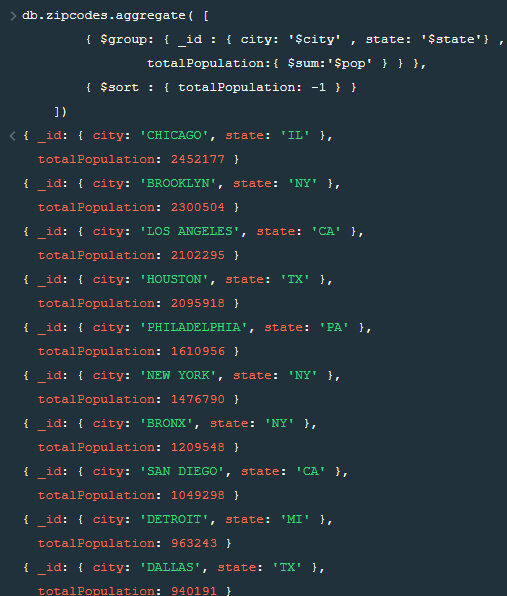 db.zipcodes.aggregate( [
{ $group: { _id : { city: '$city' , state: '$state'} ,
totalPopulation:{ $sum:'$pop' } } },
{ $sort : { totalPopulation: -1 } }
])
{ _id: { city: 'CHICAGO', state: 'IL' },
totalPopulation: 2452177 }
{ _id: { city: 'BROOKLYN', state: 'NY' },
totalPopulation: 2300504 }
{ _id: { city: 'LOS ANGELES', state: 'CA' },
totalPopulation: 2102295 }
{ _id: { city: 'HOUSTON', state: 'TX' },
totalPopulation: 2095918 }
{ _id: { city: 'PHILADELPHIA', state: 'PA' },
totalPopulation: 1610956 }
{ _id: { city: 'NEW YORK', state: 'NY' },
totalPopulation: 1476790 }
{ _id: { city: 'BRONX', state: 'NY' },
totalPopulation: 1209548 }
{ _id: { city: 'SAN DIEGO', state: 'CA' },
totalPopulation: 1049298 }
{ _id: { city: 'DETROIT', state: 'MI' },
totalPopulation: 963243 }
{ _id: { city: 'DALLAS', state: 'TX' },
totalPopulation: 940191 }